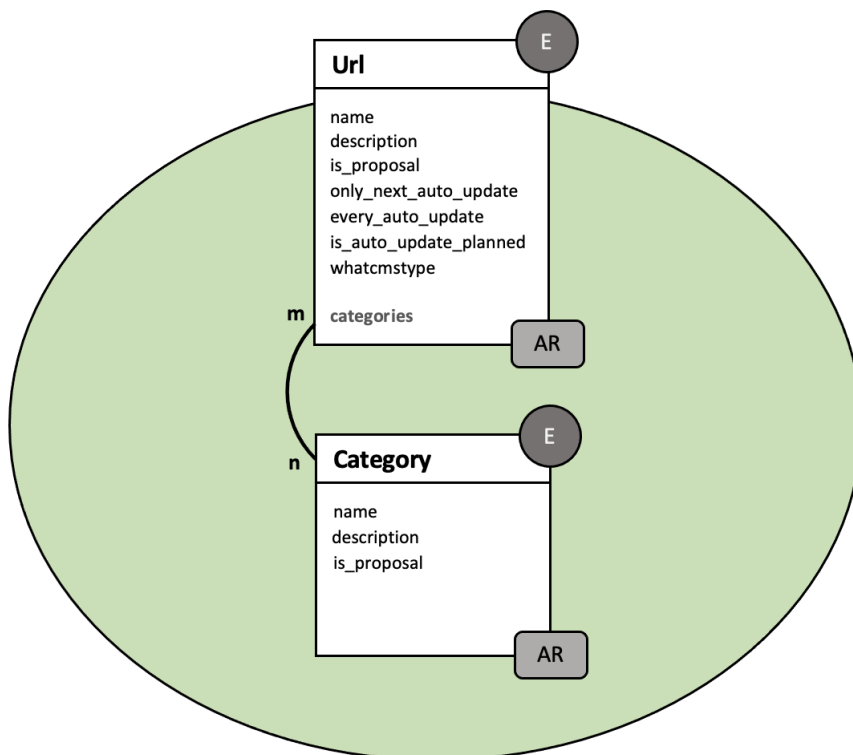 E
Url
name
description
is_proposal
only_next_auto_update
every_auto_update
is_auto_update_planned
whatcmstype
m
categories
AR
E
n
Category
name
description
is_proposal
AR